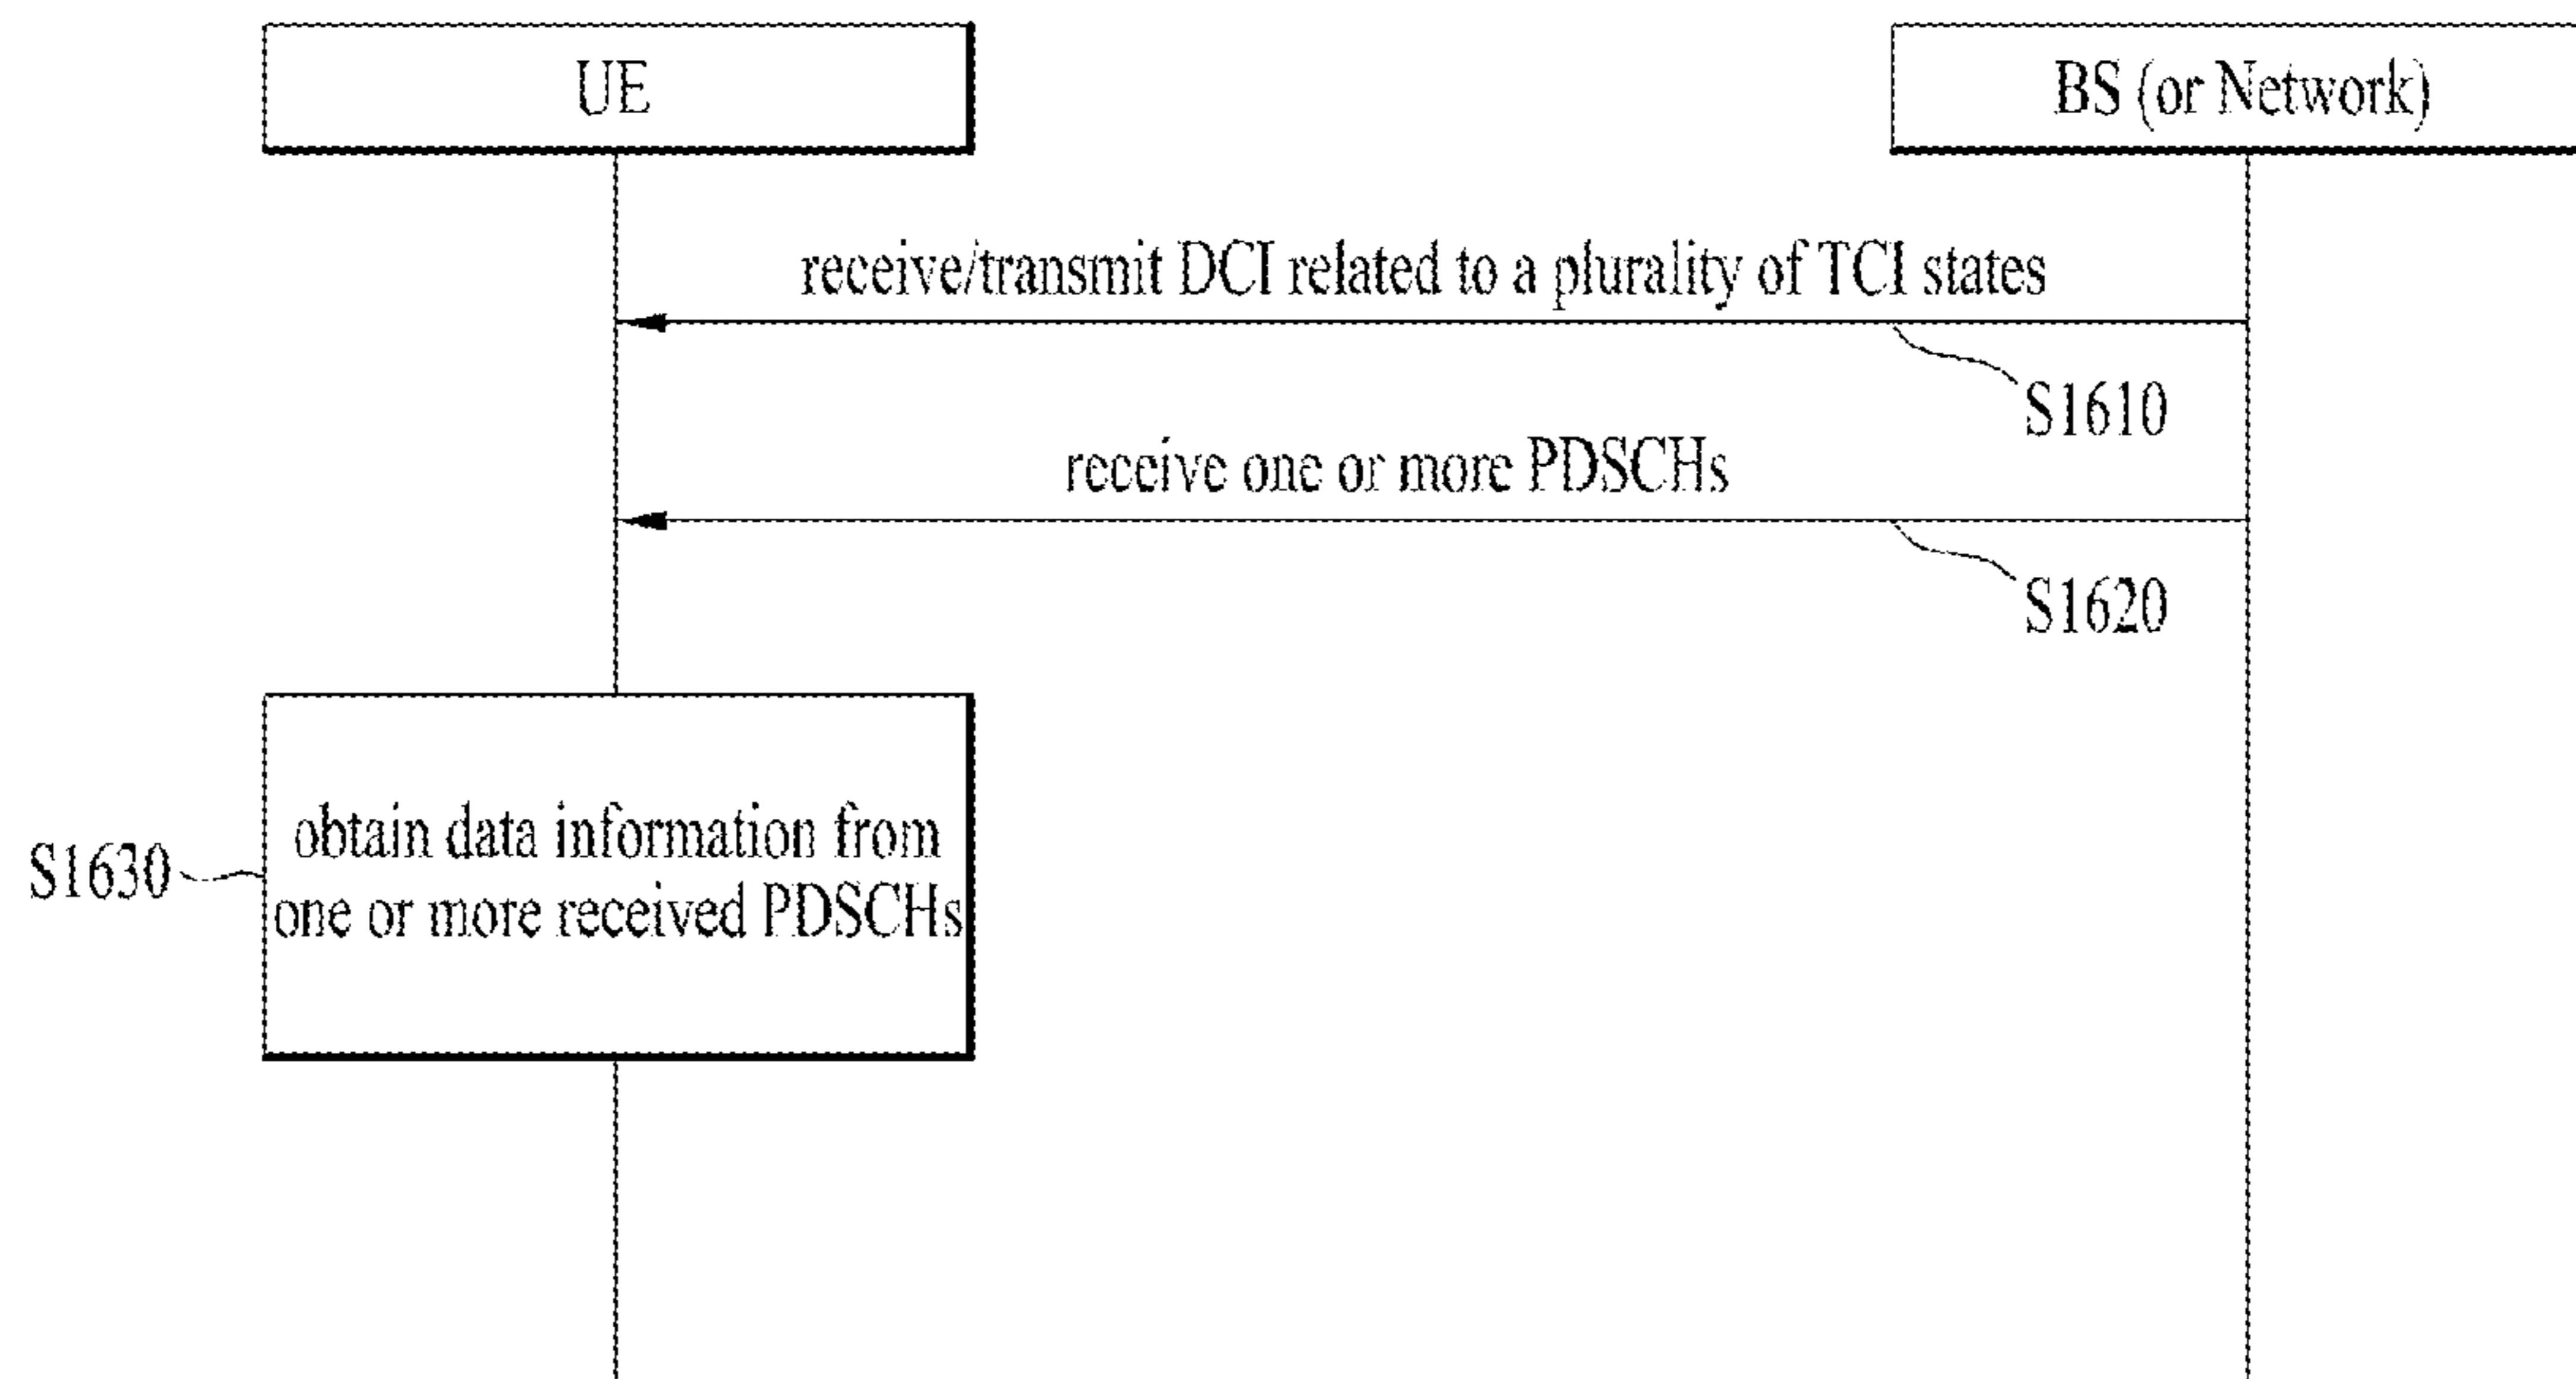 UE
BS (or Network)
receive/transmit DCI related to a plurality of TCI states
S1610
receive one or more PDSCHs
S1620
obtain data information from
one or more received PDSCHs
S1630